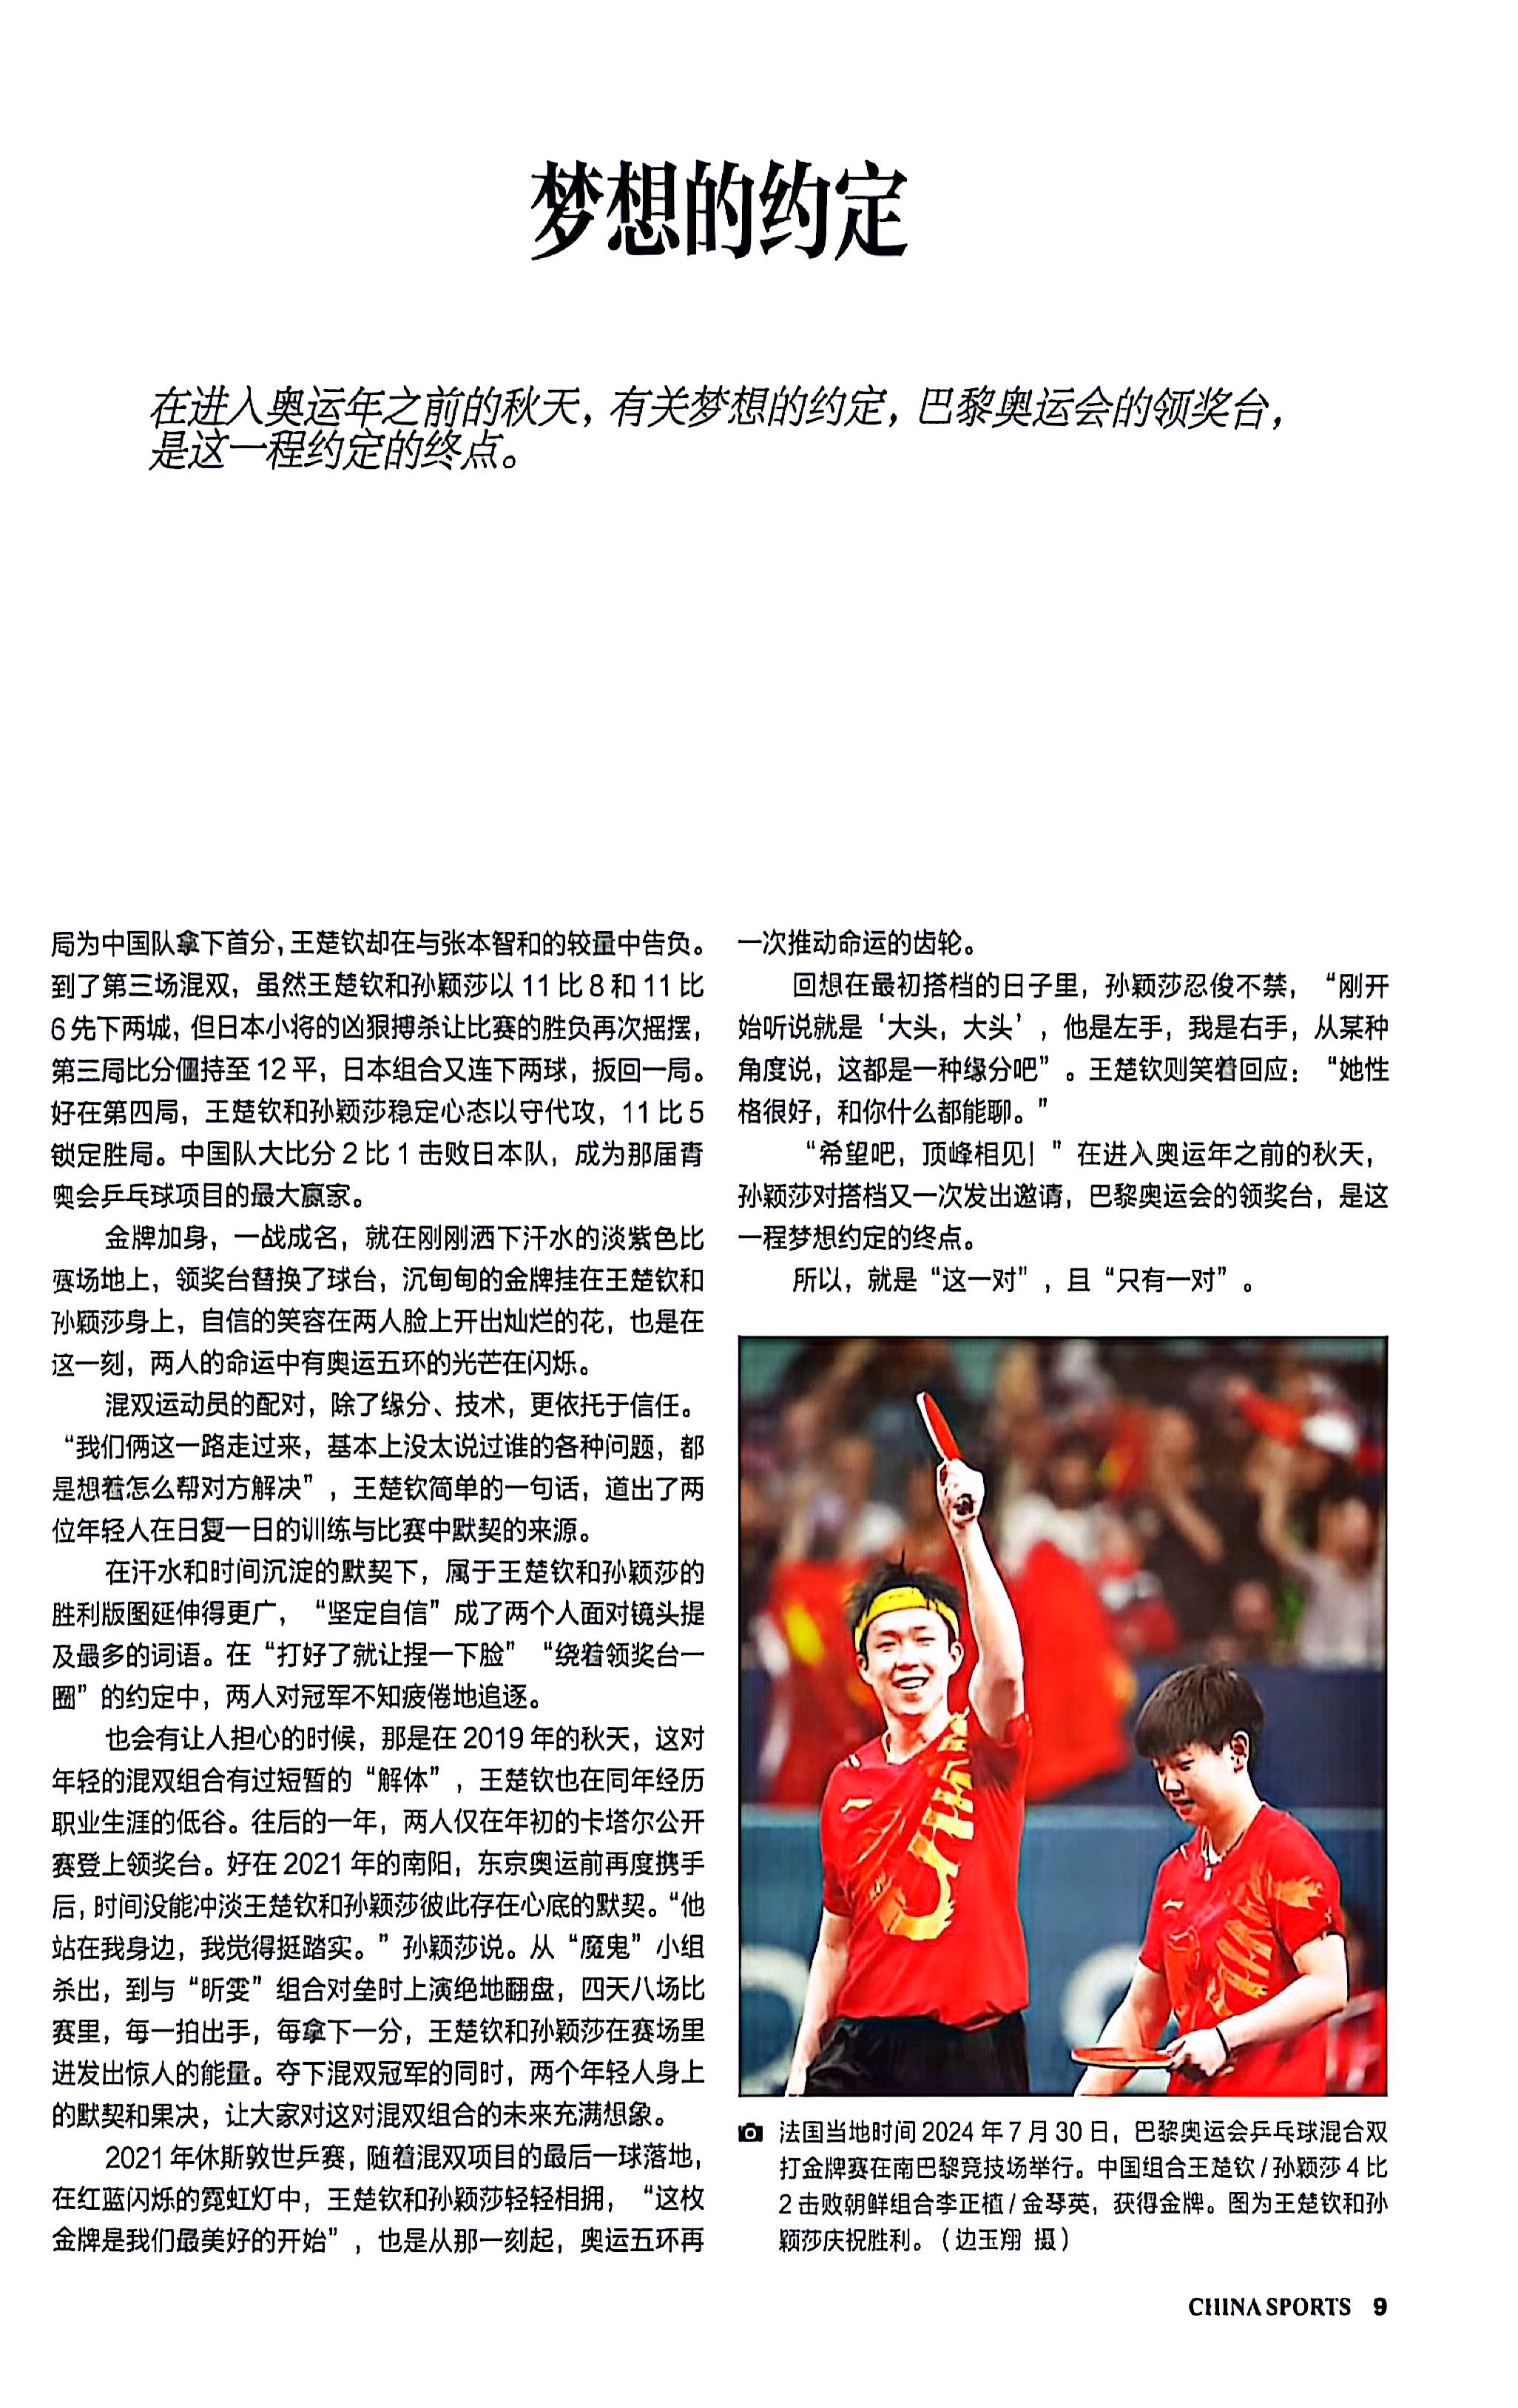 梦想的约定
在进入奥运年之前的秋天，有关梦想的约定，巴黎奥运会的领奖台，
是这一程约定的终点。
局为中国队拿下首分，王楚钦却在与张本智和的较量中告负。
到了第三场混双，虽然王楚钦和孙颖莎以 11 比 8 和 11 比
6 先下两城，但日本小将的凶狠搏杀让比赛的胜负再次摇摆，
第三局比分僵持至 12 平，日本组合又连下两球，扳回一局。
好在第四局，王楚钦和孙颖莎稳定心态以守代攻，11 比 5
锁定胜局。中国队大比分 2 比 1 击败日本队，成为那届青
奥会乒乓球项目的最大赢家。
金牌加身，一战成名，就在刚刚洒下汗水的淡紫色比
赛场地上，领奖台替换了球台，沉甸甸的金牌挂在王楚钦和
孙颖莎身上，自信的笑容在两人脸上开出灿烂的花，也是在
这一刻，两人的命运中有奥运五环的光芒在闪烁。
混双运动员的配对，除了缘分、技术，更依托于信任。
“我们俩这一路走过来，基本上没太说过谁的各种问题，都
是想着怎么帮对方解决”，王楚钦简单的一句话，道出了两
位年轻人在日复一日的训练与比赛中默契的来源。
在汗水和时间沉淀的默契下，属于王楚钦和孙颖莎的
胜利版图延伸得更广，“坚定自信”成了两个人面对镜头提
及最多的词语。在“打好了就让捏一下脸”“绕着领奖台一
圈”的约定中，两人对冠军不知疲倦地追逐。
也会有让人担心的时候，那是在 2019 年的秋天，这对
年轻的混双组合有过短暂的“解体”，王楚钦也在同年经历
职业生涯的低谷。往后的一年，两人仅在年初的卡塔尔公开
赛登上领奖台。好在 2021 年的南阳，东京奥运前再度携手
后，时间没能冲淡王楚钦和孙颖莎彼此存在心底的默契。“他
站在我身边，我觉得挺踏实。”孙颖莎说。从“魔鬼”小组
杀出，到与“昕雯”组合对垒时上演绝地翻盘，四天八场比
赛里，每一拍出手，每拿下一分，王楚钦和孙颖莎在赛场里
迸发出惊人的能量。夺下混双冠军的同时，两个年轻人身上
的默契和果决，让大家对这对混双组合的未来充满想象。
2021 年休斯敦世乒赛，随着混双项目的最后一球落地，
在红蓝闪烁的霓虹灯中，王楚钦和孙颖莎轻轻相拥，“这枚
金牌是我们最美好的开始”，也是从那一刻起，奥运五环再
一次推动命运的齿轮。
回想在最初搭档的日子里，孙颖莎忍俊不禁，“刚开
始听说就是‘大头，大头’，他是左手，我是右手，从某种
角度说，这都是一种缘分吧”。王楚钦则笑着回应：“她性
格很好，和你什么都能聊。”
“希望吧，顶峰相见！”在进入奥运年之前的秋天，
孙颖莎对搭档又一次发出邀请，巴黎奥运会的领奖台，是这
一程梦想约定的终点。
所以，就是“这一对”，且“只有一对”。
法国当地时间 2024 年 7 月 30 日，巴黎奥运会乒乓球混合双
打金牌赛在南巴黎竞技场举行。中国组合王楚钦 / 孙颖莎 4 比
2 击败朝鲜组合李正植 / 金琴英，获得金牌。图为王楚钦和孙
颖莎庆祝胜利。（边玉翔 摄）
CHINA SPORTS 9